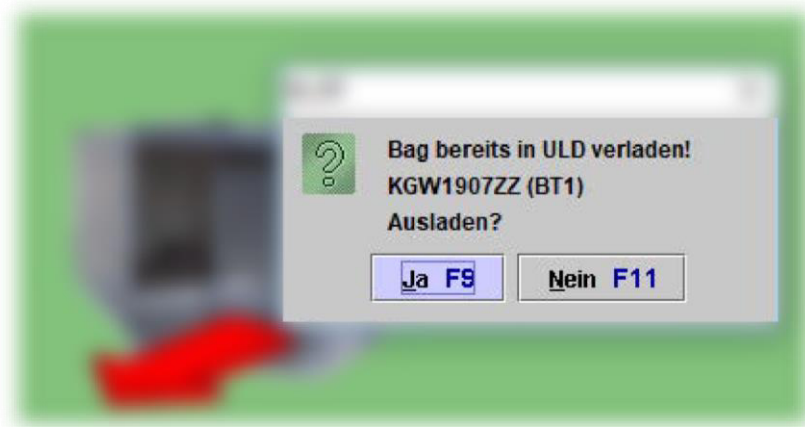 Bag bereits in ULD verladen!
KGW1907ZZ (BT1)
Ausladen?
Ja F9
Nein F11